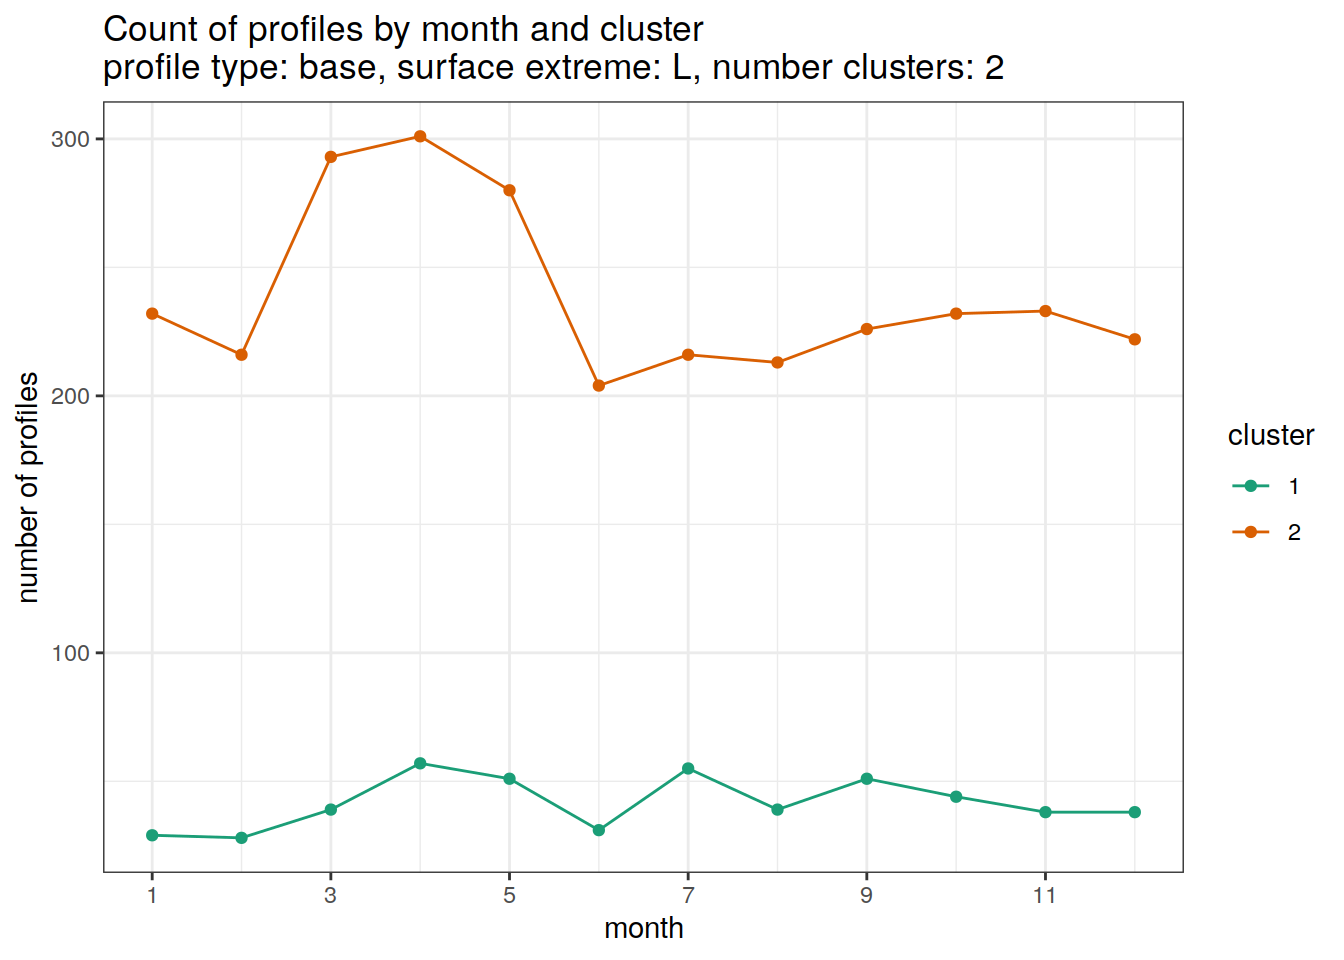 Count of profiles by month and cluster
profile type: base, surface extreme: L, number clusters: 2
number of profiles
300
200
100
1
3
5
7
9
11
month
cluster
1
2